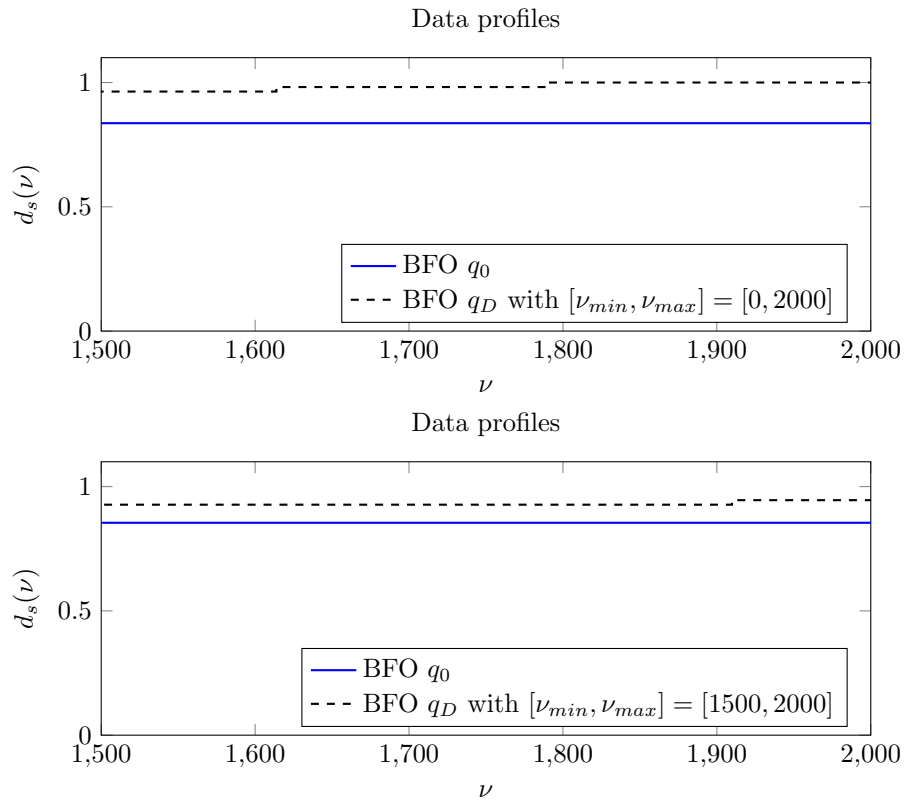 Data profiles
1
0.5
0
d_s(ν)
BFO q_0
BFO q_D with [ν_min, ν_max] = [0, 2000]
1,500 1,600 1,700 1,800 1,900 2,000
ν
Data profiles
1
0.5
0
d_s(ν)
BFO q_0
BFO q_D with [ν_min, ν_max] = [1500, 2000]
1,500 1,600 1,700 1,800 1,900 2,000
ν